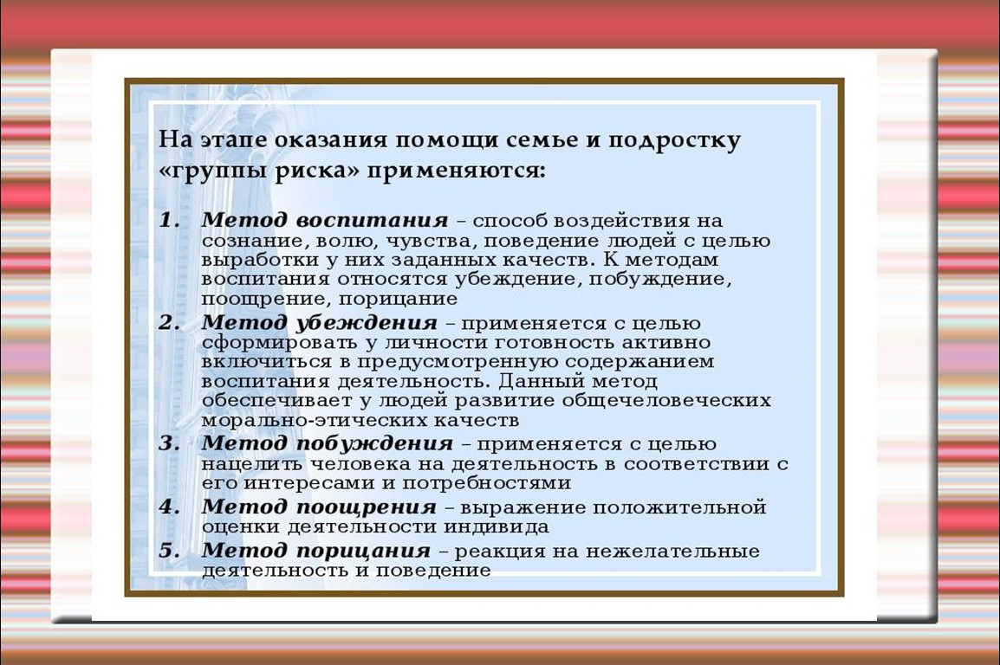 На этапе оказания помощи семье и подростку
«группы риска» применяются:
1. Метод воспитания – способ воздействия на
сознание, волю, чувства, поведение людей с целью
выработки у них заданных качеств. К методам
воспитания относятся убеждение, побуждение,
поощрение, порицание
2. Метод убеждения – применяется с целью
сформировать у личности готовность активно
включиться в предусмотренную содержанием
воспитания деятельность. Данный метод
обеспечивает у людей развитие общечеловеческих
морально-этических качеств
3. Метод побуждения – применяется с целью
нацелить человека на деятельность в соответствии с
его интересами и потребностями
4. Метод поощрения – выражение положительной
оценки деятельности индивида
5. Метод порицания – реакция на нежелательные
деятельность и поведение